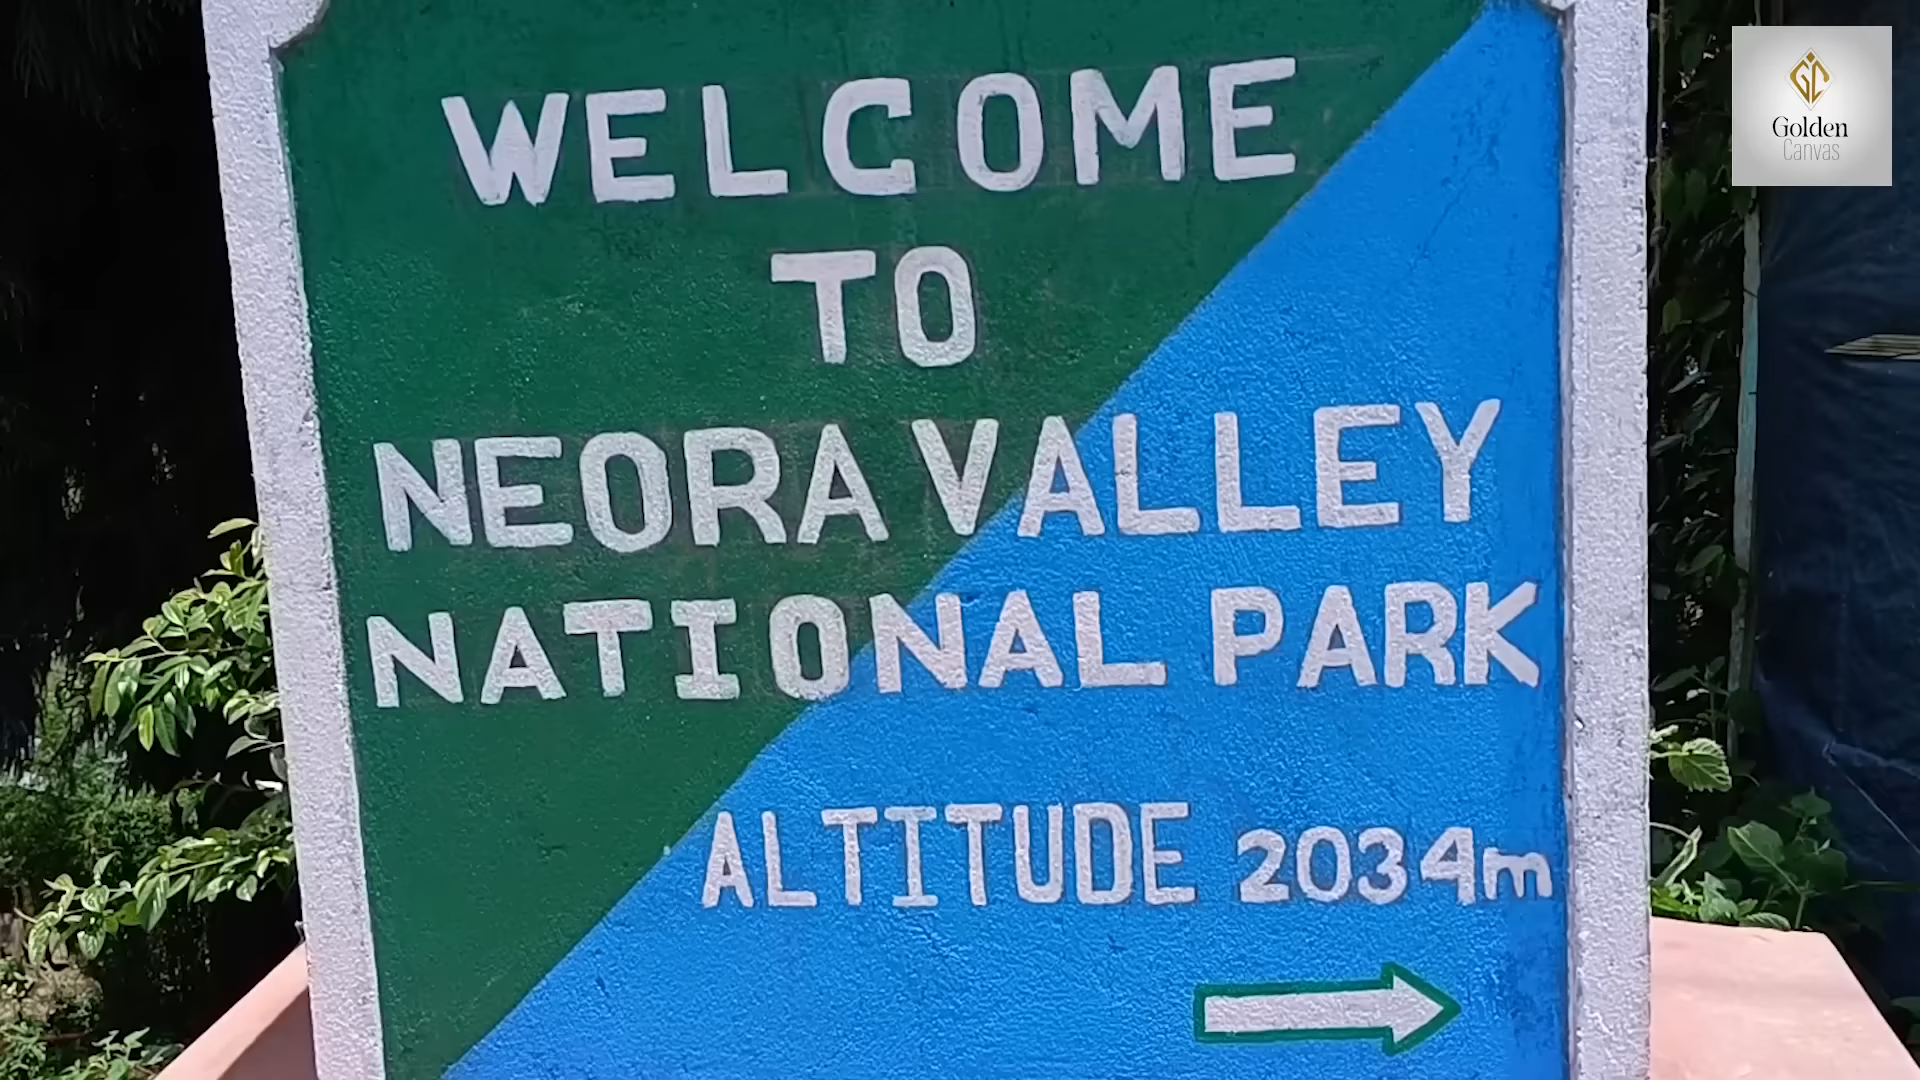 WELCOME
TO
NEORA VALLEY
NATIONAL PARK
ALTITUDE 2034m
Golden
Canvas